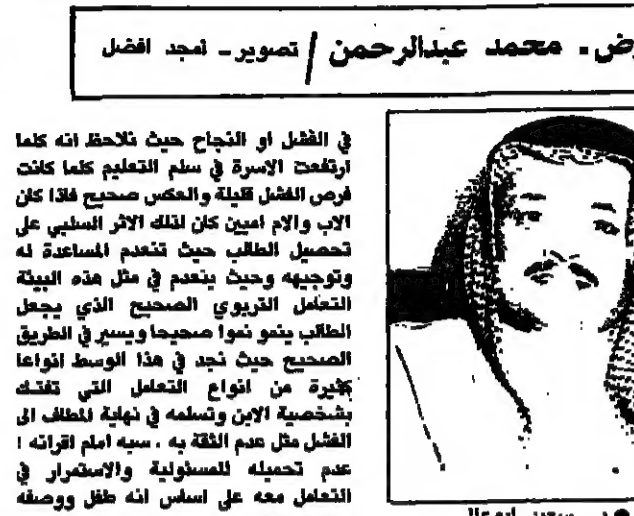 محمد عبدالرحمن / تصوير - امجد افضل
في الفشل او النجاح حيث نلاحظ انه كلما
ارتفعت الاسرة في سلم التعليم كلما كانت
فرص الفشل قليلة والعكس صحيح فاذا كان
الاب والام اميين كان لذلك الاثر السلبي على
تحصيل الطالب حيث تنعدم المساعدة له
وتوجيهه وحيث ينعدم في مثل هذه البيئة
التعامل التربوي الصحيح الذي يجعل
الطالب ينمو نموا صحيحا ويسير في الطريق
الصحيح حيث نجد في هذا الوسط انواعا
كثيرة من انواع التعامل التي تفتك
بشخصية الابن وتسلمه في نهاية المطاف الى
الفشل مثل عدم الثقة به ، سبه امام اقرانه !
عدم تحميله للمسئولية والاستمرار في
التعامل معه على اساس انه طفل ووصفه